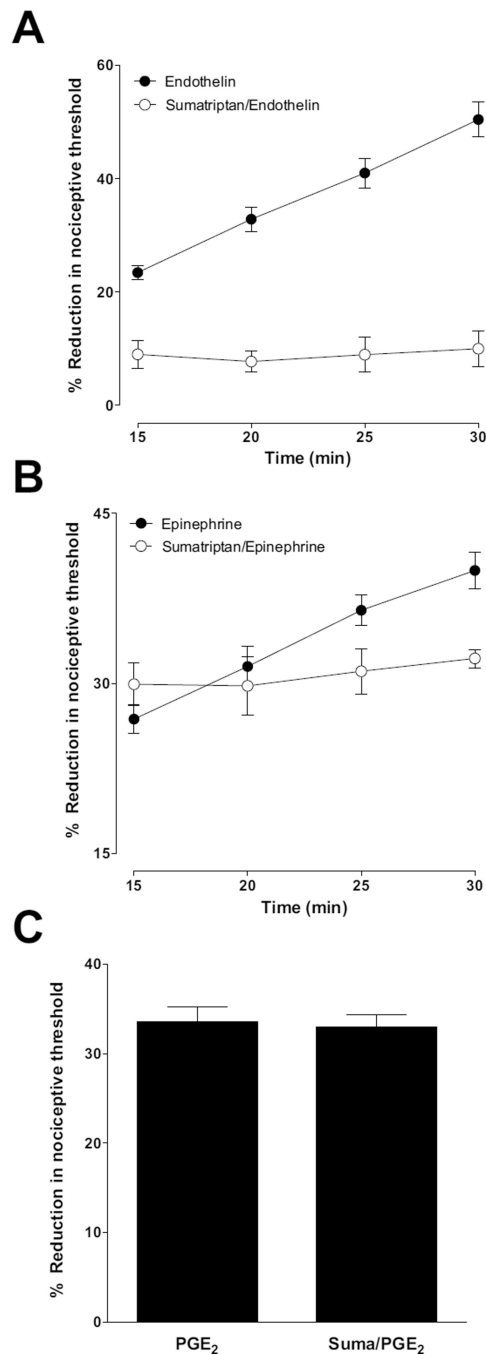 A
% Reduction in nociceptive threshold
60
40
20
0
Endothelin
Sumatriptan/Endothelin
15 20 25 30
Time (min)
B
% Reduction in nociceptive threshold
45
30
15
Epinephrine
Sumatriptan/Epinephrine
15 20 25 30
Time (min)
C
% Reduction in nociceptive threshold
40
30
20
10
0
PGE₂ Suma/PGE₂